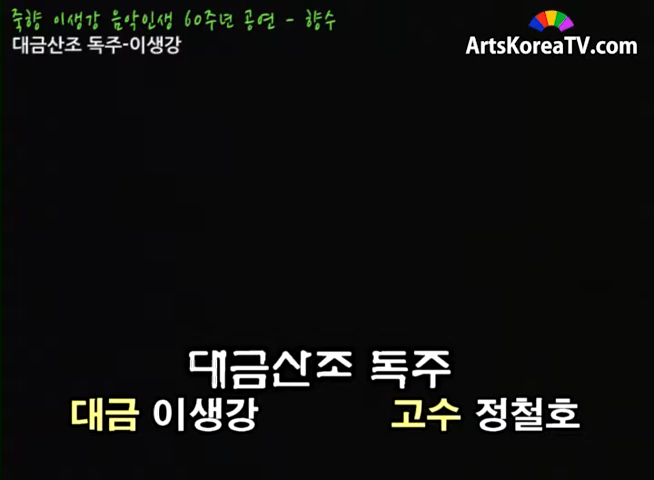 죽향 이생강 음악인생 60주년 공연 - 향수
대금산조 독주-이생강
ArtsKoreaTV.com
대금산조 독주
대금 이생강 고수 정철호